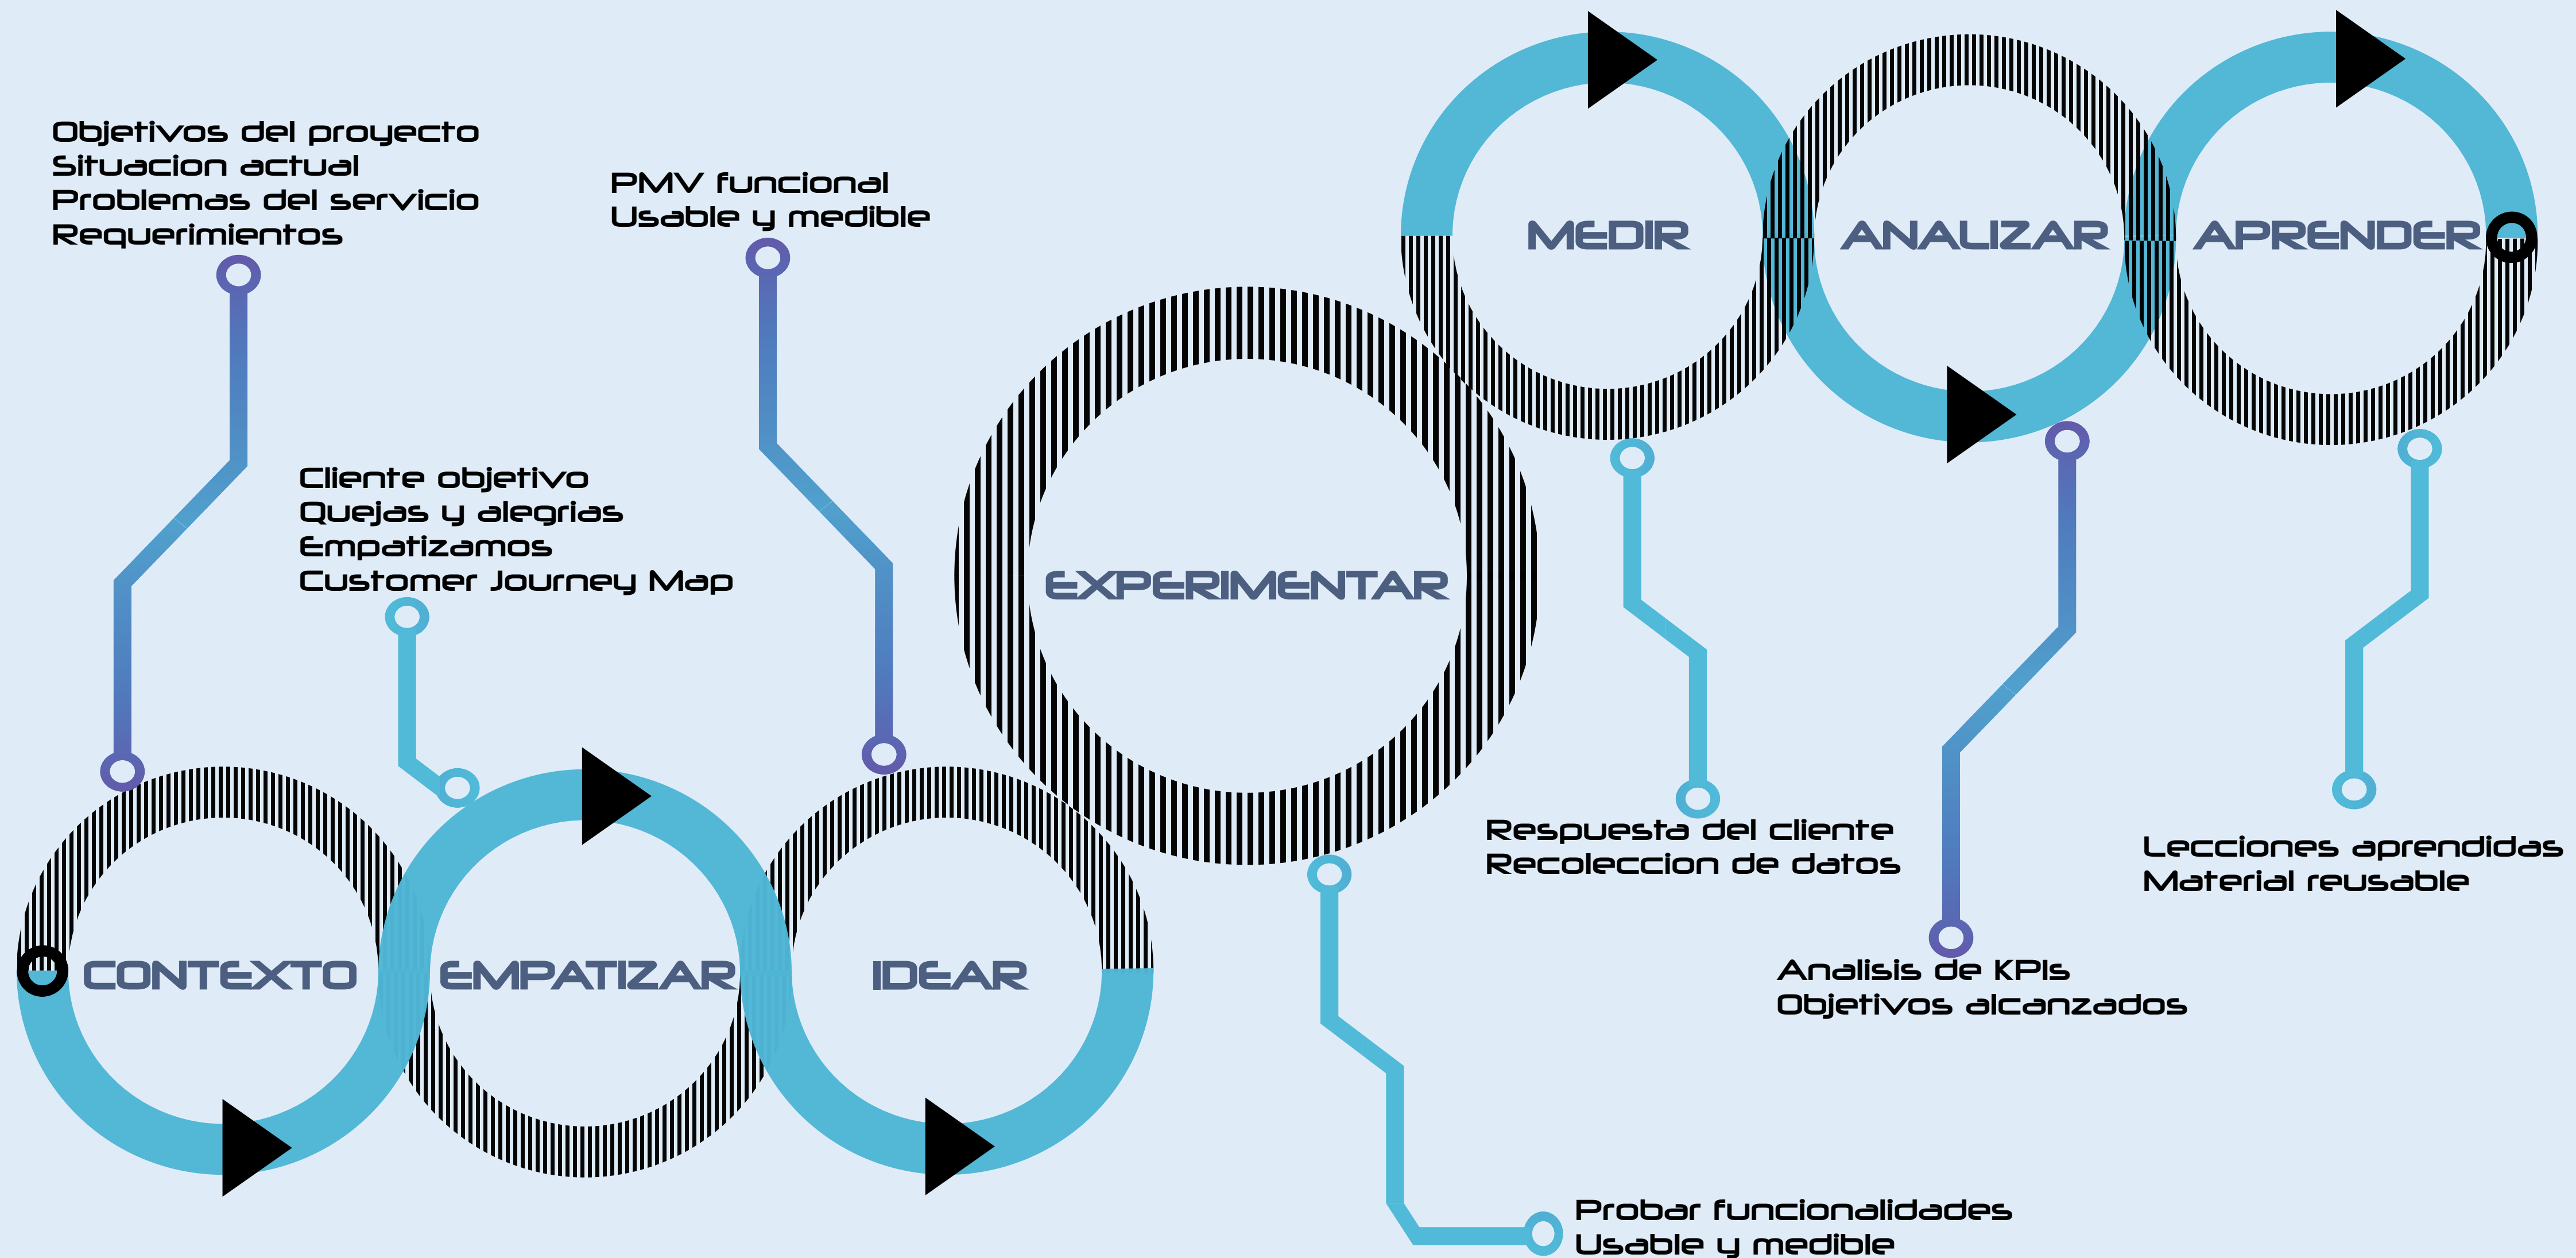 Objetivos del proyecto
Situacion actual
Problemas del servicio
Requerimientos
Cliente objetivo
Quejas y alegrias
Empatizamos
Customer Journey Map
PMV funcional
Usable y medible
CONTEXTO
EMPATIZAR
IDEAR
EXPERIMENTAR
Probar funcionalidades
Usable y medible
MEDIR
ANALIZAR
APRENDER
Respuesta del cliente
Recoleccion de datos
Analisis de KPIs
Objetivos alcanzados
Lecciones aprendidas
Material reusable